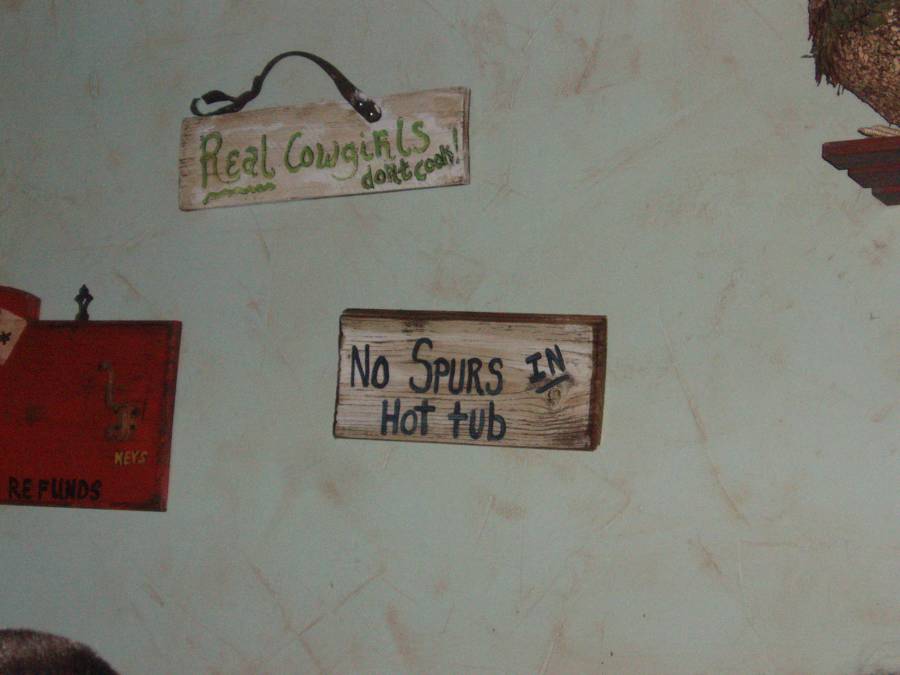 Real Cowgirls
don't cook!
No Spurs IN
Hot tub
KEYS
REFUNDS